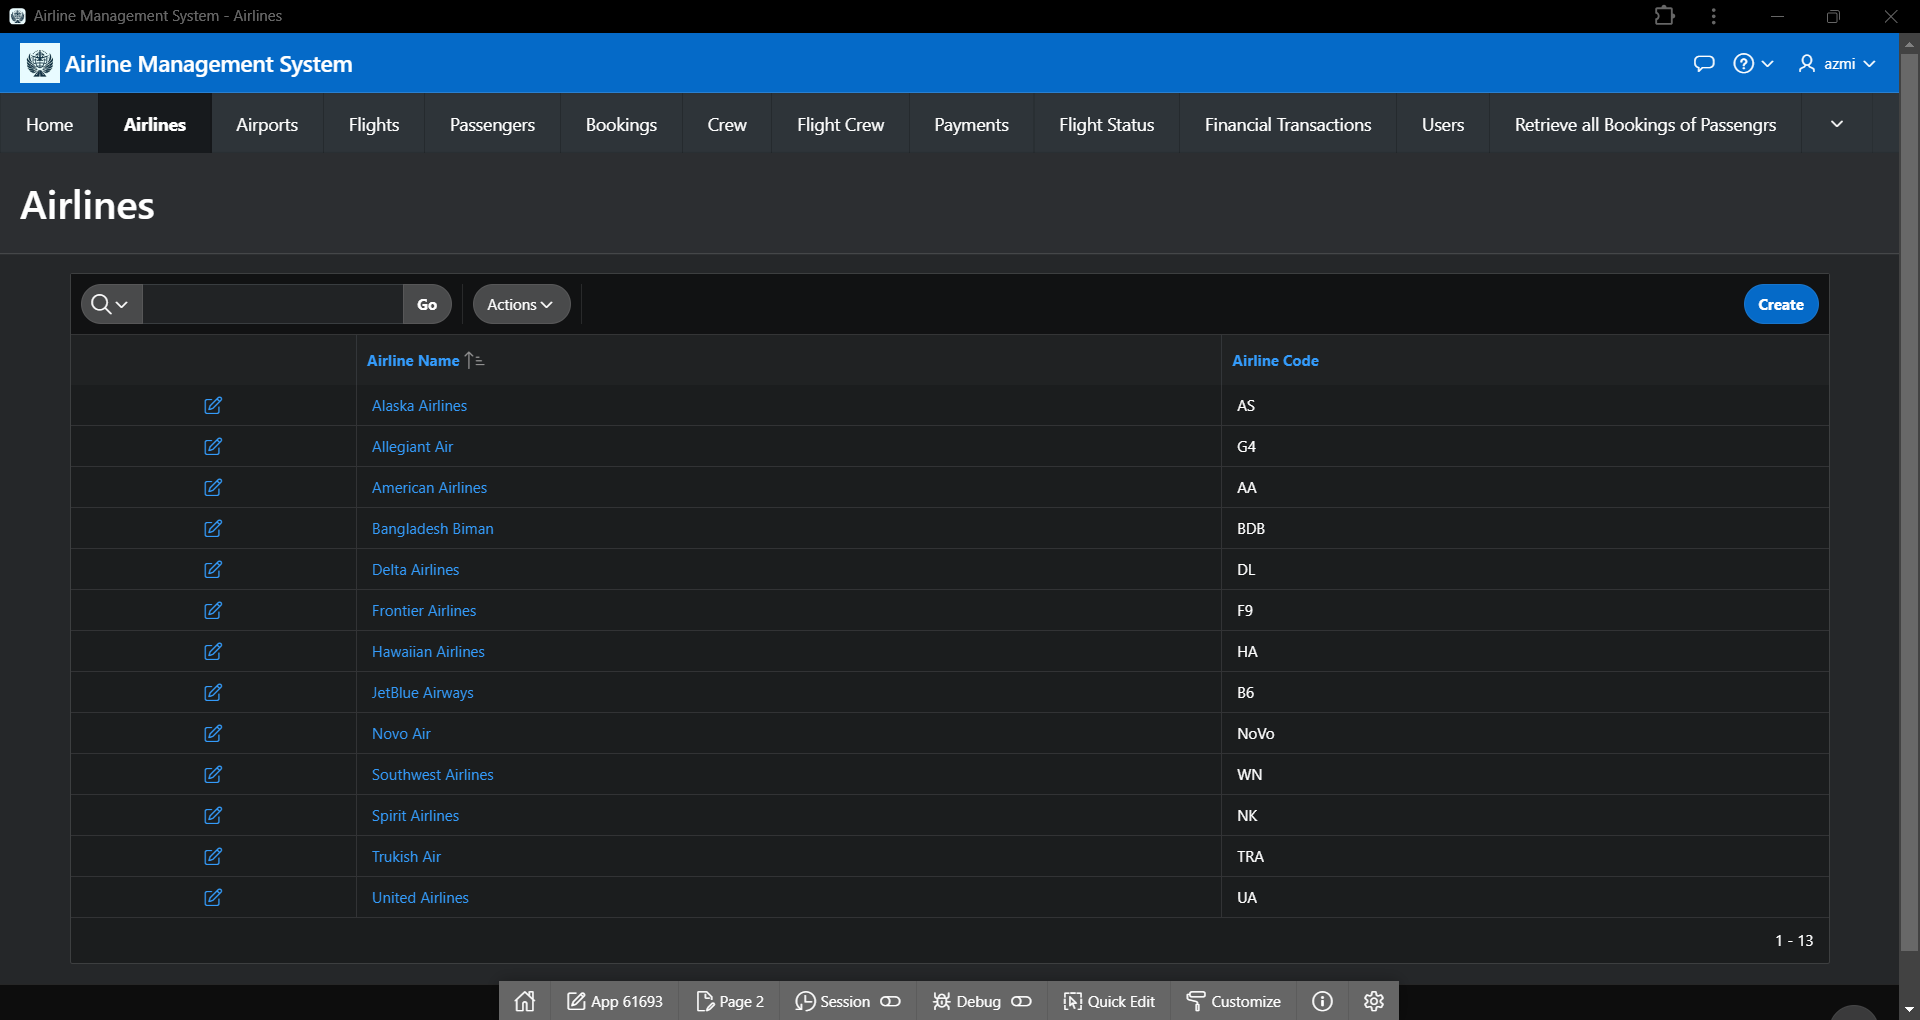 Airline Management System - Airlines
Airline Management System
azmi
Home Airlines Airports Flights Passengers Bookings Crew Flight Crew Payments Flight Status Financial Transactions Users Retrieve all Bookings of Passengrs
Airlines
Go Actions Create
Airline Name Airline Code
Alaska Airlines AS
Allegiant Air G4
American Airlines AA
Bangladesh Biman BDB
Delta Airlines DL
Frontier Airlines F9
Hawaiian Airlines HA
JetBlue Airways B6
Novo Air NoVo
Southwest Airlines WN
Spirit Airlines NK
Trukish Air TRA
United Airlines UA
1 - 13
App 61693 Page 2 Session Debug Quick Edit Customize